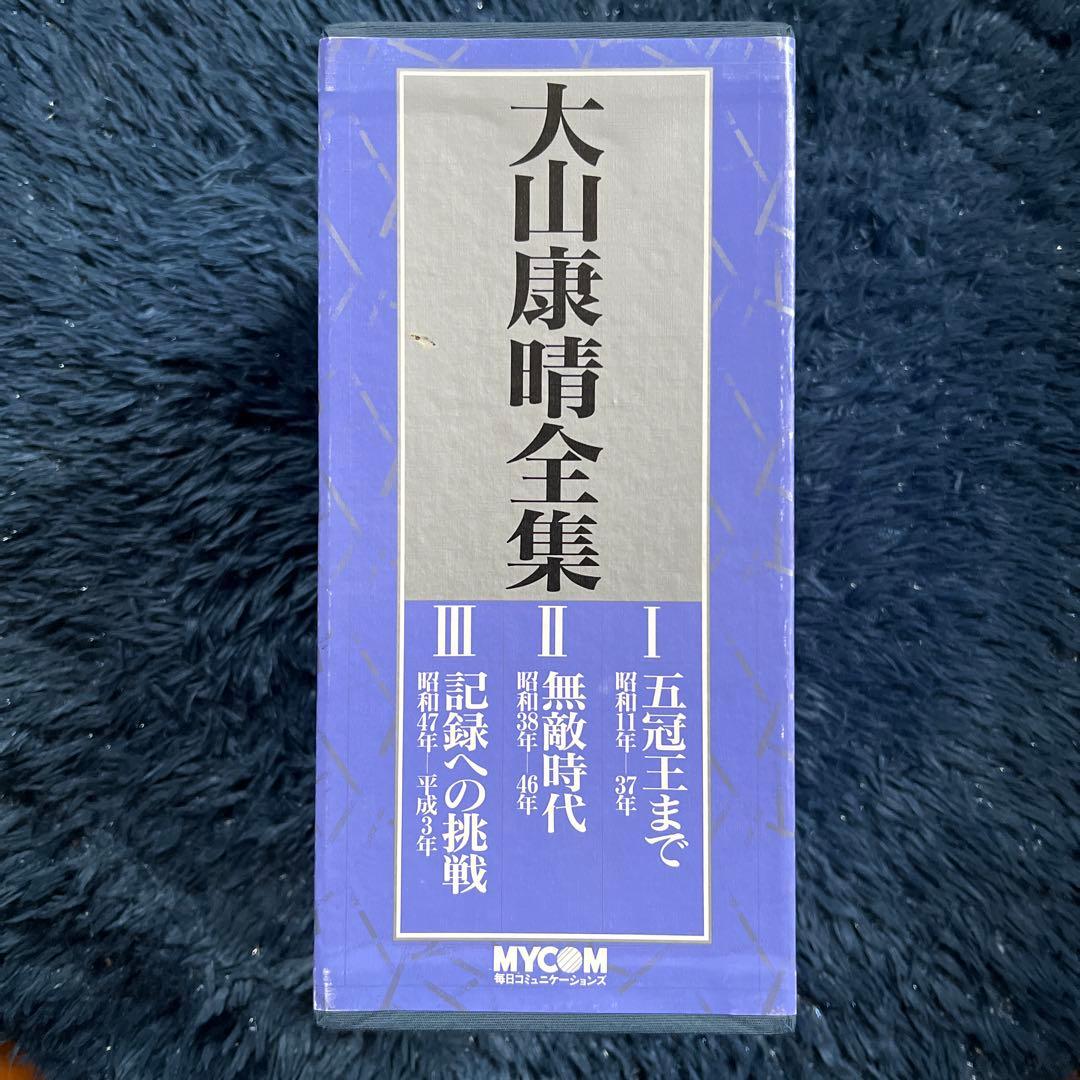 大山康晴全集
Ⅰ 五冠王まで
昭和11年―37年
Ⅱ 無敵時代
昭和38年―46年
Ⅲ 記録への挑戦
昭和47年―平成3年
MYCOM
毎日コミュニケーションズ